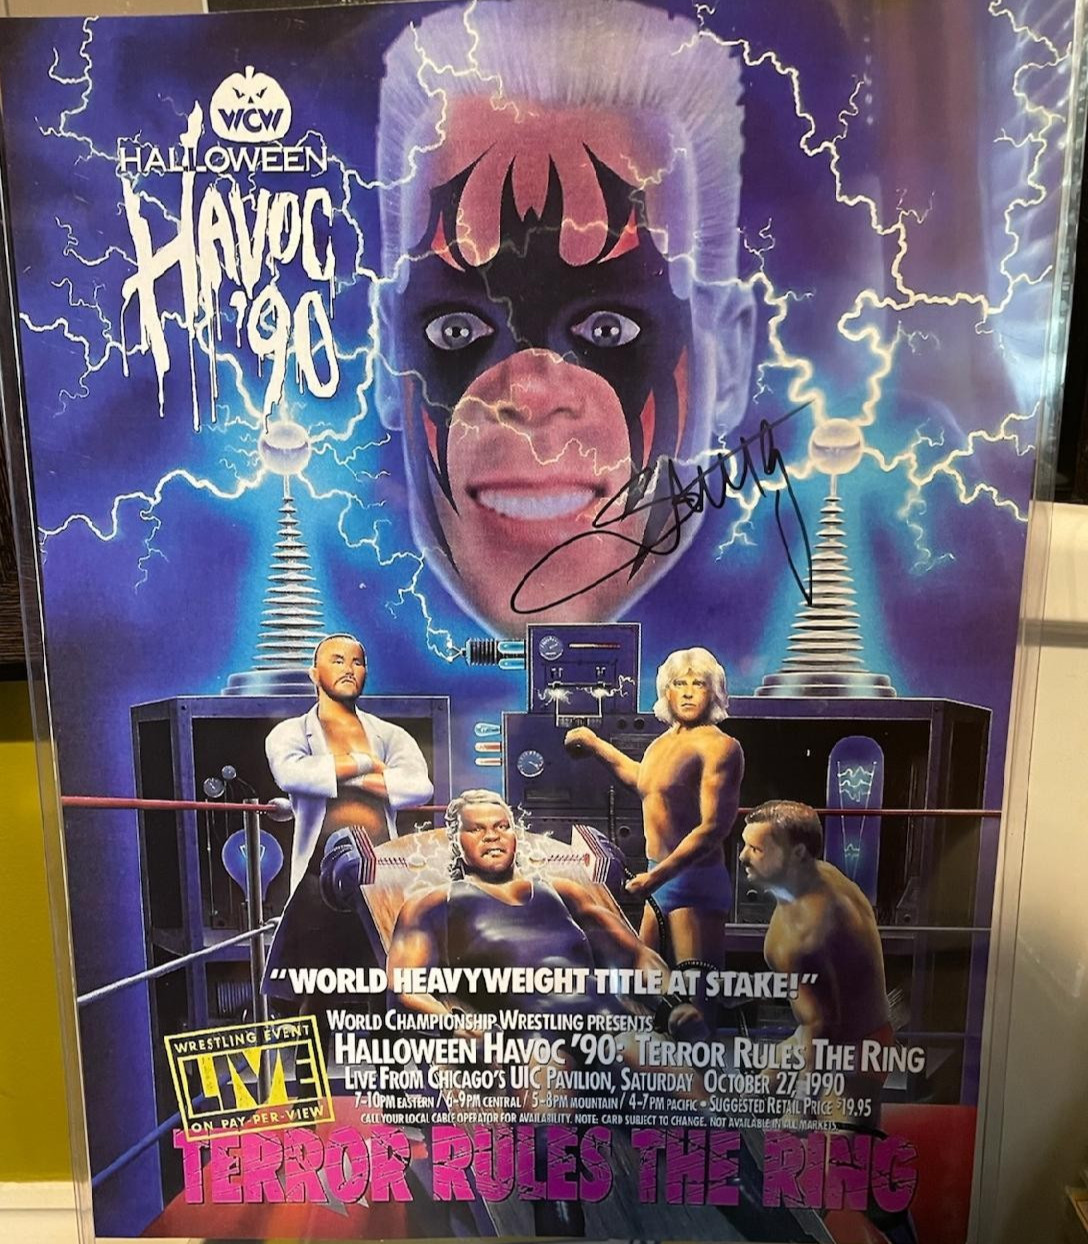 WCW
HALLOWEEN
HAVOC
'90
Sting
"WORLD HEAVYWEIGHT TITLE AT STAKE!"
WRESTLING EVENT
LIVE
ON PAY-PER-VIEW
WORLD CHAMPIONSHIP WRESTLING PRESENTS
HALLOWEEN HAVOC '90: TERROR RULES THE RING
LIVE FROM CHICAGO'S UIC PAVILION, SATURDAY OCTOBER 27, 1990
7-10PM EASTERN / 6-9PM CENTRAL / 5-8PM MOUNTAIN / 4-7PM PACIFIC • SUGGESTED RETAIL PRICE $19.95
CALL YOUR LOCAL CABLE OPERATOR FOR AVAILABILITY. NOTE: CARD SUBJECT TO CHANGE. NOT AVAILABLE IN ALL MARKETS.
TERROR RULES THE RING